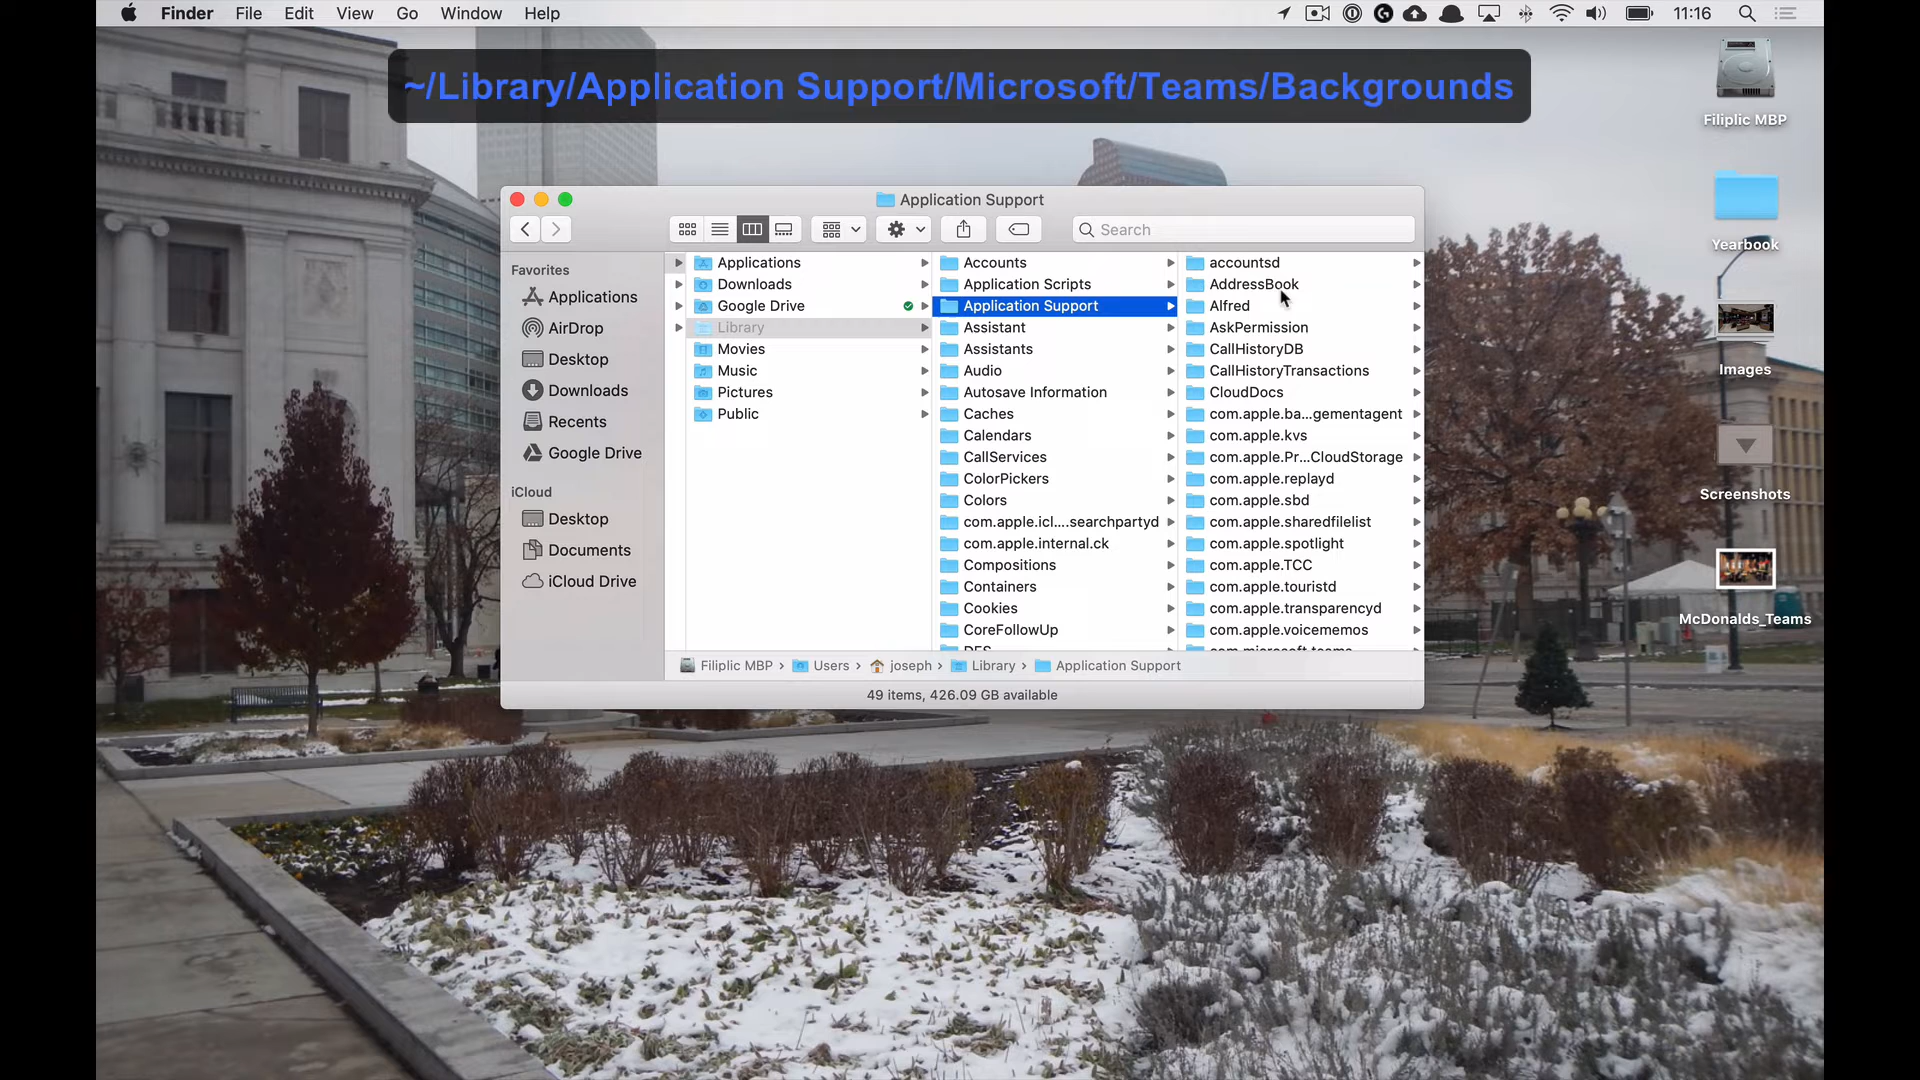 Finder File Edit View Go Window Help 11:16
~/Library/Application Support/Microsoft/Teams/Backgrounds
Filiplic MBP
Yearbook
Images
Screenshots
McDonalds_Teams
Application Support
Search
Favorites
Applications
AirDrop
Desktop
Downloads
Recents
Google Drive
iCloud
Desktop
Documents
iCloud Drive
Applications
Downloads
Google Drive
Library
Movies
Music
Pictures
Public
Accounts
Application Scripts
Application Support
Assistant
Assistants
Audio
Autosave Information
Caches
Calendars
CallServices
ColorPickers
Colors
com.apple.icl....searchpartyd
com.apple.internal.ck
Compositions
Containers
Cookies
CoreFollowUp
DES
accountsd
AddressBook
Alfred
AskPermission
CallHistoryDB
CallHistoryTransactions
CloudDocs
com.apple.ba...gementagent
com.apple.kvs
com.apple.Pr...CloudStorage
com.apple.replayd
com.apple.sbd
com.apple.sharedfilelist
com.apple.spotlight
com.apple.TCC
com.apple.touristd
com.apple.transparencyd
com.apple.voicememos
com.microsoft.teams
Filiplic MBP › Users › joseph › Library › Application Support
49 items, 426.09 GB available